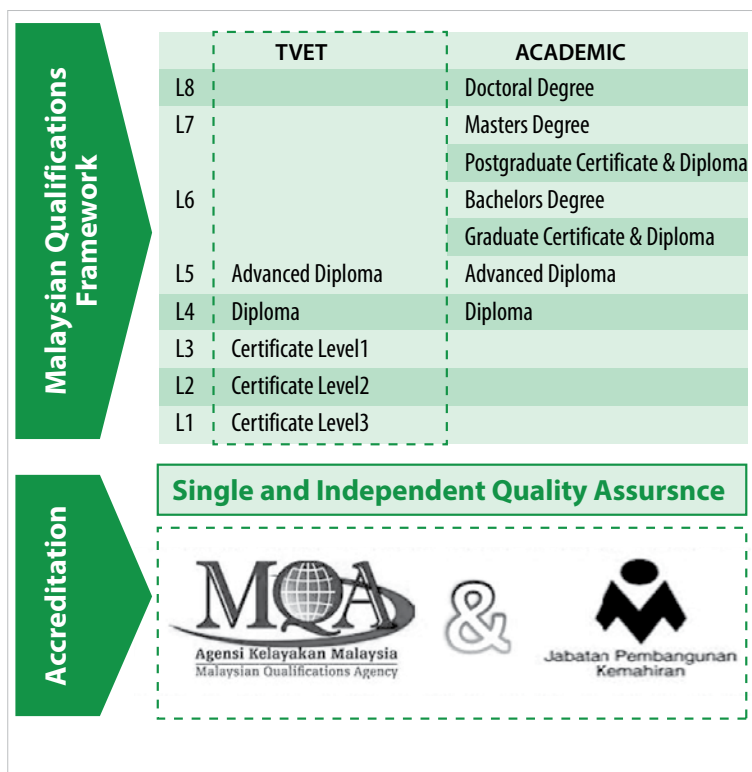 Malaysian Qualifications
Framework
TVET ACADEMIC
L8 Doctoral Degree
L7 Masters Degree
Postgraduate Certificate & Diploma
L6 Bachelors Degree
Graduate Certificate & Diploma
L5 Advanced Diploma Advanced Diploma
L4 Diploma Diploma
L3 Certificate Level1
L2 Certificate Level2
L1 Certificate Level3
Accreditation
Single and Independent Quality Assursnce
MQA
Agensi Kelayakan Malaysia
Malaysian Qualifications Agency
&
Jabatan Pembangunan
Kemahiran